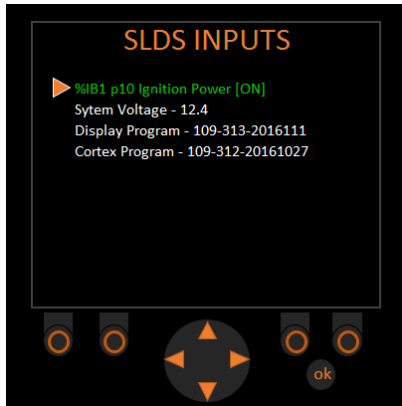 SLDS INPUTS
%IB1 p10 Ignition Power [ON]
Sytem Voltage - 12.4
Display Program - 109-313-2016111
Cortex Program - 109-312-20161027
ok